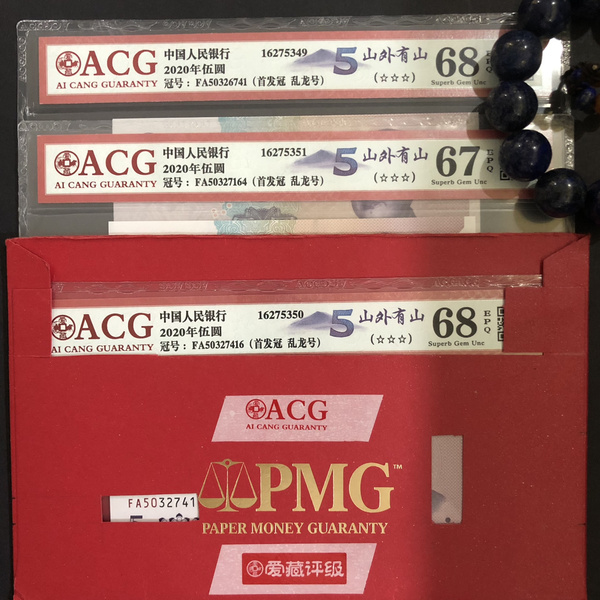 ACG
AI CANG GUARANTY
中国人民银行 16275349
2020年伍圆
冠号：FA50326741（首发冠 乱龙号）
5 山外有山
（☆☆☆）
68 EPQ
Superb Gem Unc
ACG
AI CANG GUARANTY
中国人民银行 16275351
2020年伍圆
冠号：FA50327164（首发冠 乱龙号）
5 山外有山
（☆☆☆）
67 EPQ
Superb Gem Unc
ACG
AI CANG GUARANTY
中国人民银行 16275350
2020年伍圆
冠号：FA50327416（首发冠 乱龙号）
5 山外有山
（☆☆☆）
68 EPQ
Superb Gem Unc
ACG
AI CANG GUARANTY
FA5032741
PMG™
PAPER MONEY GUARANTY
爱藏评级